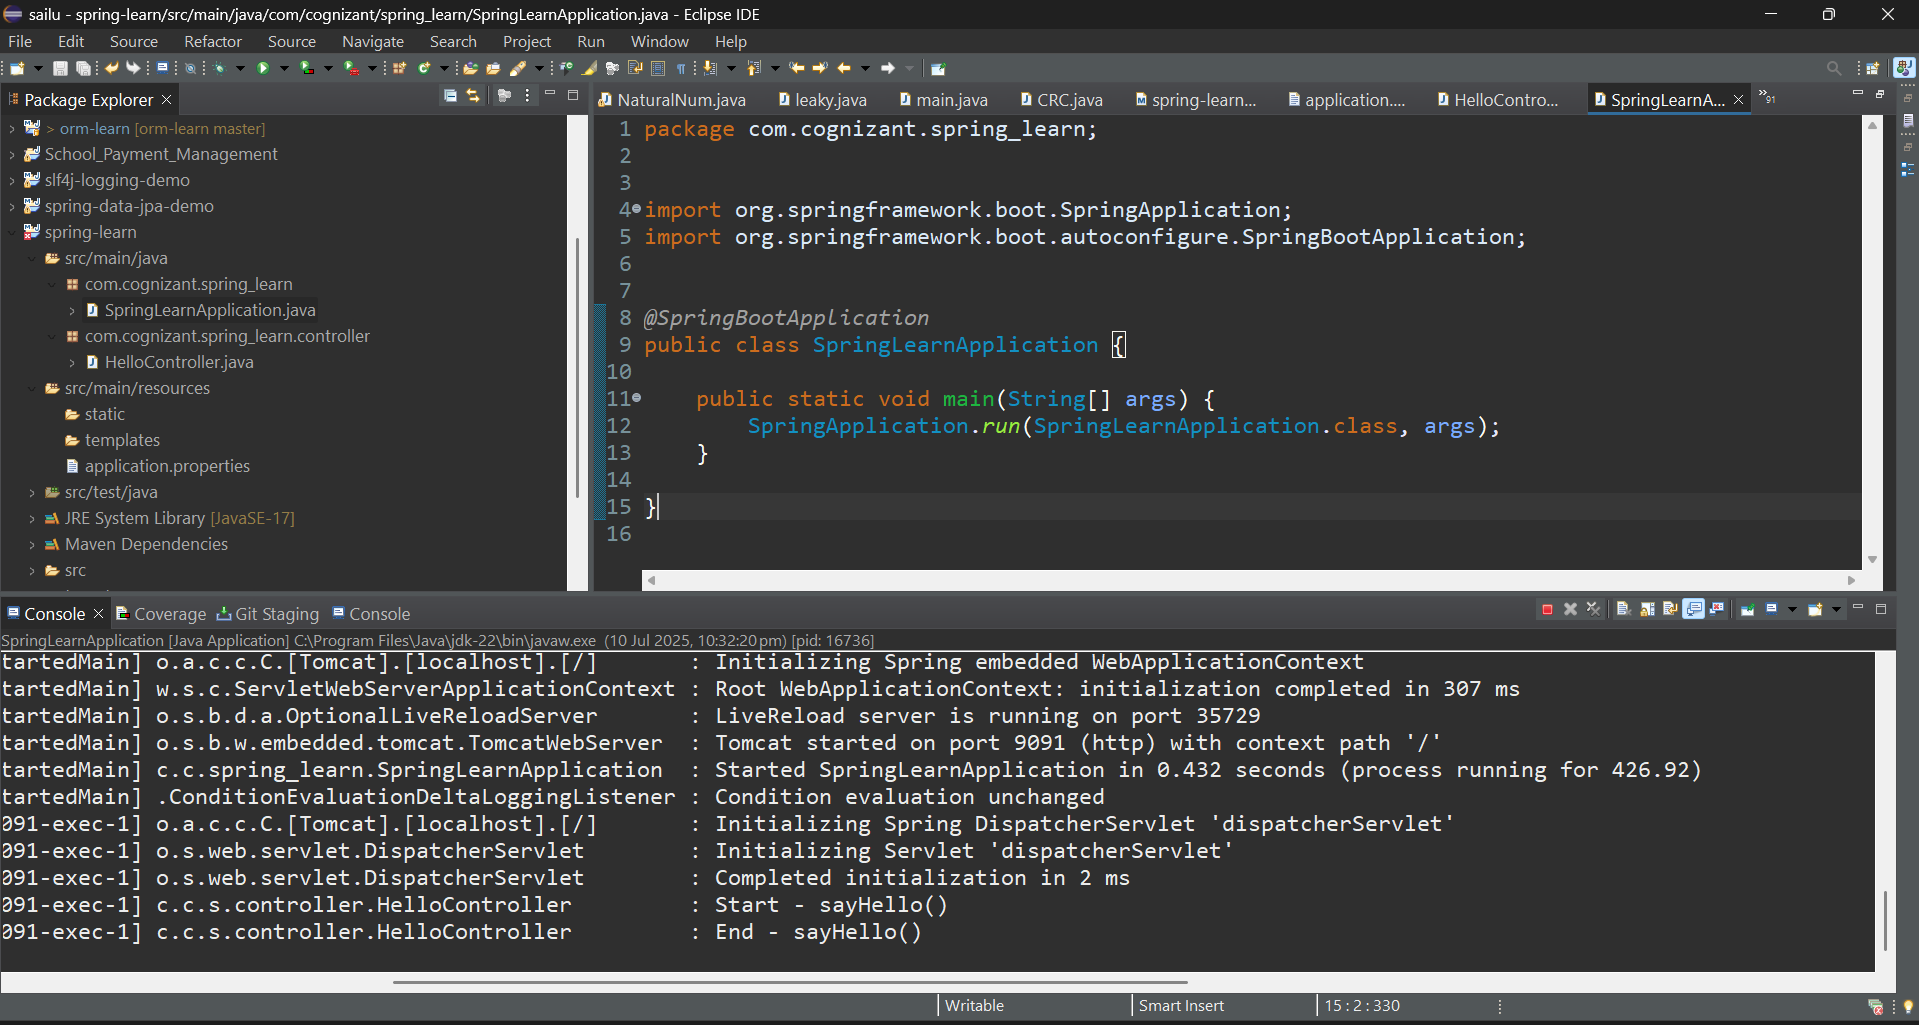 sailu - spring-learn/src/main/java/com/cognizant/spring_learn/SpringLearnApplication.java - Eclipse IDE
File Edit Source Refactor Source Navigate Search Project Run Window Help
Package Explorer
> orm-learn [orm-learn master]
School_Payment_Management
slf4j-logging-demo
spring-data-jpa-demo
spring-learn
src/main/java
com.cognizant.spring_learn
SpringLearnApplication.java
com.cognizant.spring_learn.controller
HelloController.java
src/main/resources
static
templates
application.properties
src/test/java
JRE System Library [JavaSE-17]
Maven Dependencies
src
NaturalNum.java leaky.java main.java CRC.java spring-learn... application.... HelloContro... SpringLearnA... »91
1 package com.cognizant.spring_learn;
2
3
4 import org.springframework.boot.SpringApplication;
5 import org.springframework.boot.autoconfigure.SpringBootApplication;
6
7
8 @SpringBootApplication
9 public class SpringLearnApplication {
10
11 public static void main(String[] args) {
12 SpringApplication.run(SpringLearnApplication.class, args);
13 }
14
15 }
16
Console Coverage Git Staging Console
SpringLearnApplication [Java Application] C:\Program Files\Java\jdk-22\bin\javaw.exe (10 Jul 2025, 10:32:20 pm) [pid: 16736]
tartedMain] o.a.c.c.C.[Tomcat].[localhost].[/] : Initializing Spring embedded WebApplicationContext
tartedMain] w.s.c.ServletWebServerApplicationContext : Root WebApplicationContext: initialization completed in 307 ms
tartedMain] o.s.b.d.a.OptionalLiveReloadServer : LiveReload server is running on port 35729
tartedMain] o.s.b.w.embedded.tomcat.TomcatWebServer : Tomcat started on port 9091 (http) with context path '/'
tartedMain] c.c.spring_learn.SpringLearnApplication : Started SpringLearnApplication in 0.432 seconds (process running for 426.92)
tartedMain] .ConditionEvaluationDeltaLoggingListener : Condition evaluation unchanged
091-exec-1] o.a.c.c.C.[Tomcat].[localhost].[/] : Initializing Spring DispatcherServlet 'dispatcherServlet'
091-exec-1] o.s.web.servlet.DispatcherServlet : Initializing Servlet 'dispatcherServlet'
091-exec-1] o.s.web.servlet.DispatcherServlet : Completed initialization in 2 ms
091-exec-1] c.c.s.controller.HelloController : Start - sayHello()
091-exec-1] c.c.s.controller.HelloController : End - sayHello()
Writable Smart Insert 15 : 2 : 330